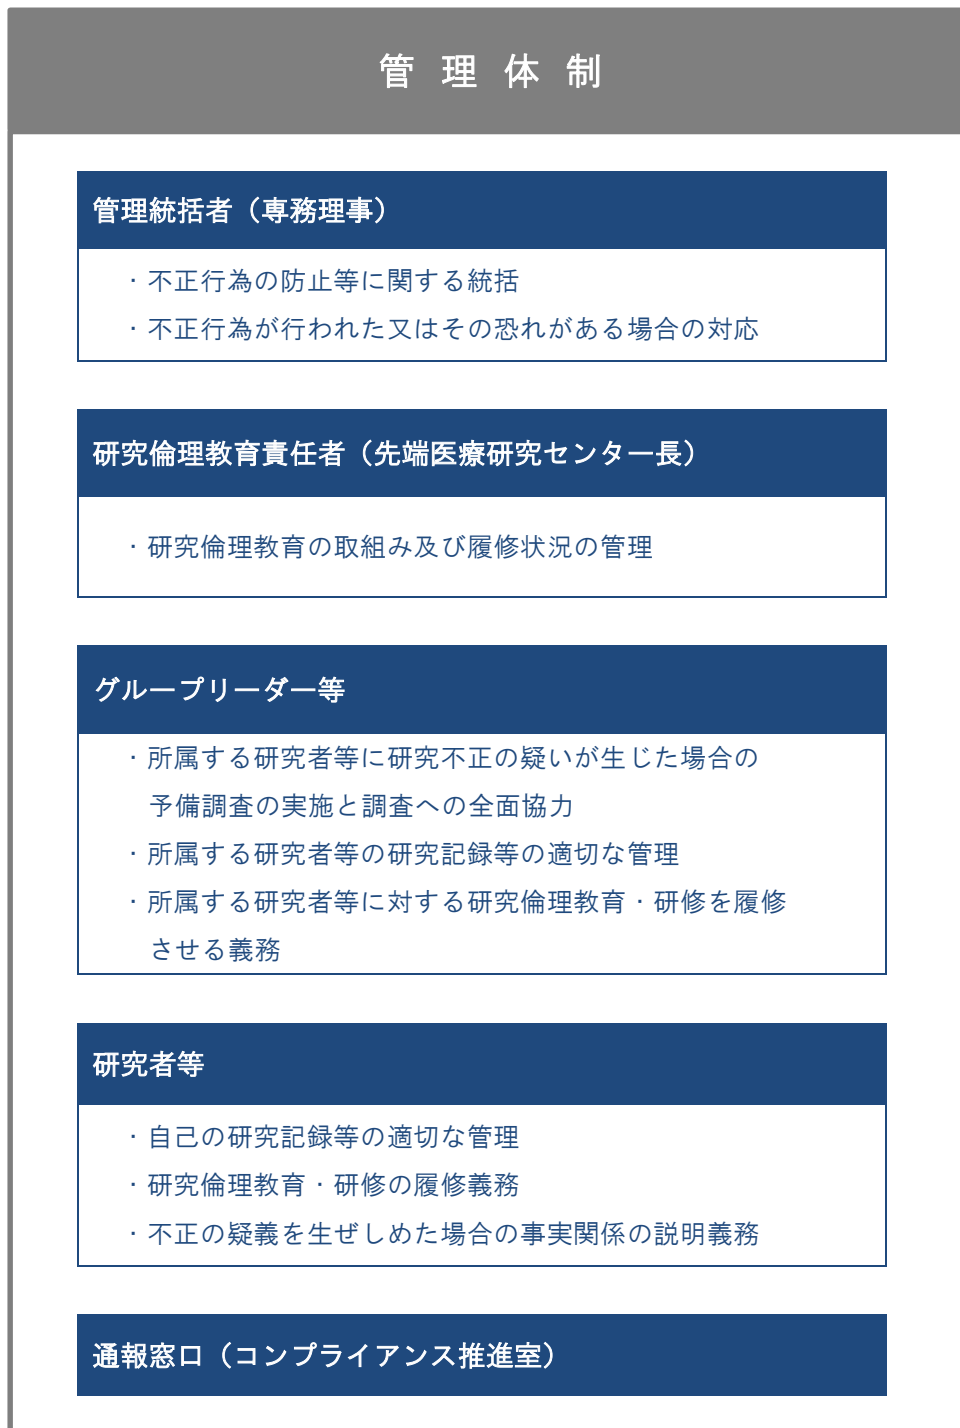 管理体制
管理統括者（専務理事）
・不正行為の防止等に関する統括
・不正行為が行われた又はその恐れがある場合の対応
研究倫理教育責任者（先端医療研究センター長）
・研究倫理教育の取組み及び履修状況の管理
グループリーダー等
・所属する研究者等に研究不正の疑いが生じた場合の
予備調査の実施と調査への全面協力
・所属する研究者等の研究記録等の適切な管理
・所属する研究者等に対する研究倫理教育・研修を履修
させる義務
研究者等
・自己の研究記録等の適切な管理
・研究倫理教育・研修の履修義務
・不正の疑義を生ぜしめた場合の事実関係の説明義務
通報窓口（コンプライアンス推進室）